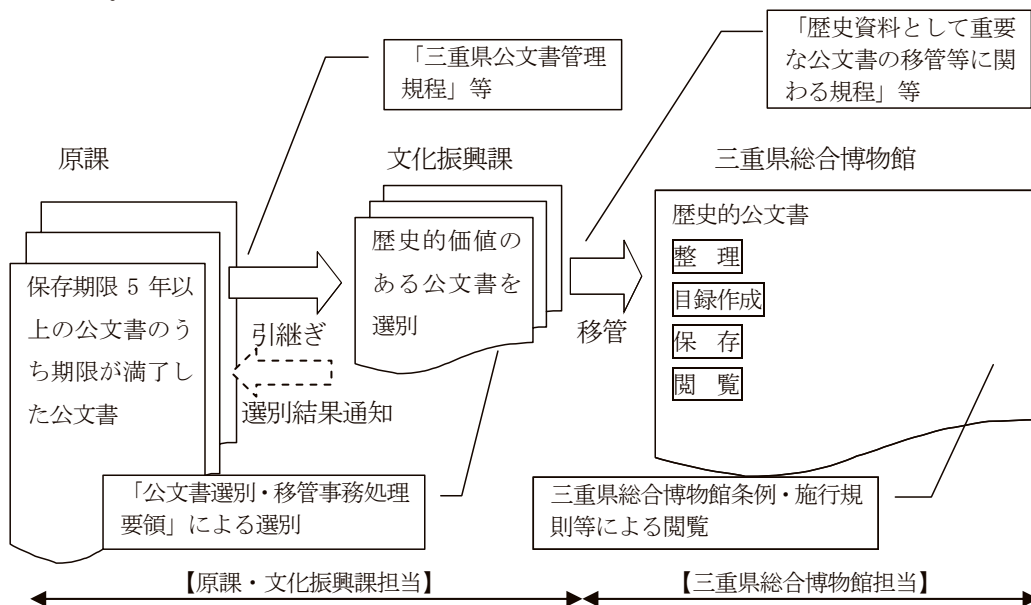 「三重県公文書管理
規程」等
「歴史資料として重要
な公文書の移管等に関
わる規程」等
原課
文化振興課
三重県総合博物館
保存期限 5 年以
上の公文書のう
ち期限が満了し
た公文書
引継ぎ
選別結果通知
歴史的価値の
ある公文書を
選別
移管
歴史的公文書
整 理
目録作成
保 存
閲 覧
「公文書選別・移管事務処理
要領」による選別
三重県総合博物館条例・施行規
則等による閲覧
【原課・文化振興課担当】
【三重県総合博物館担当】